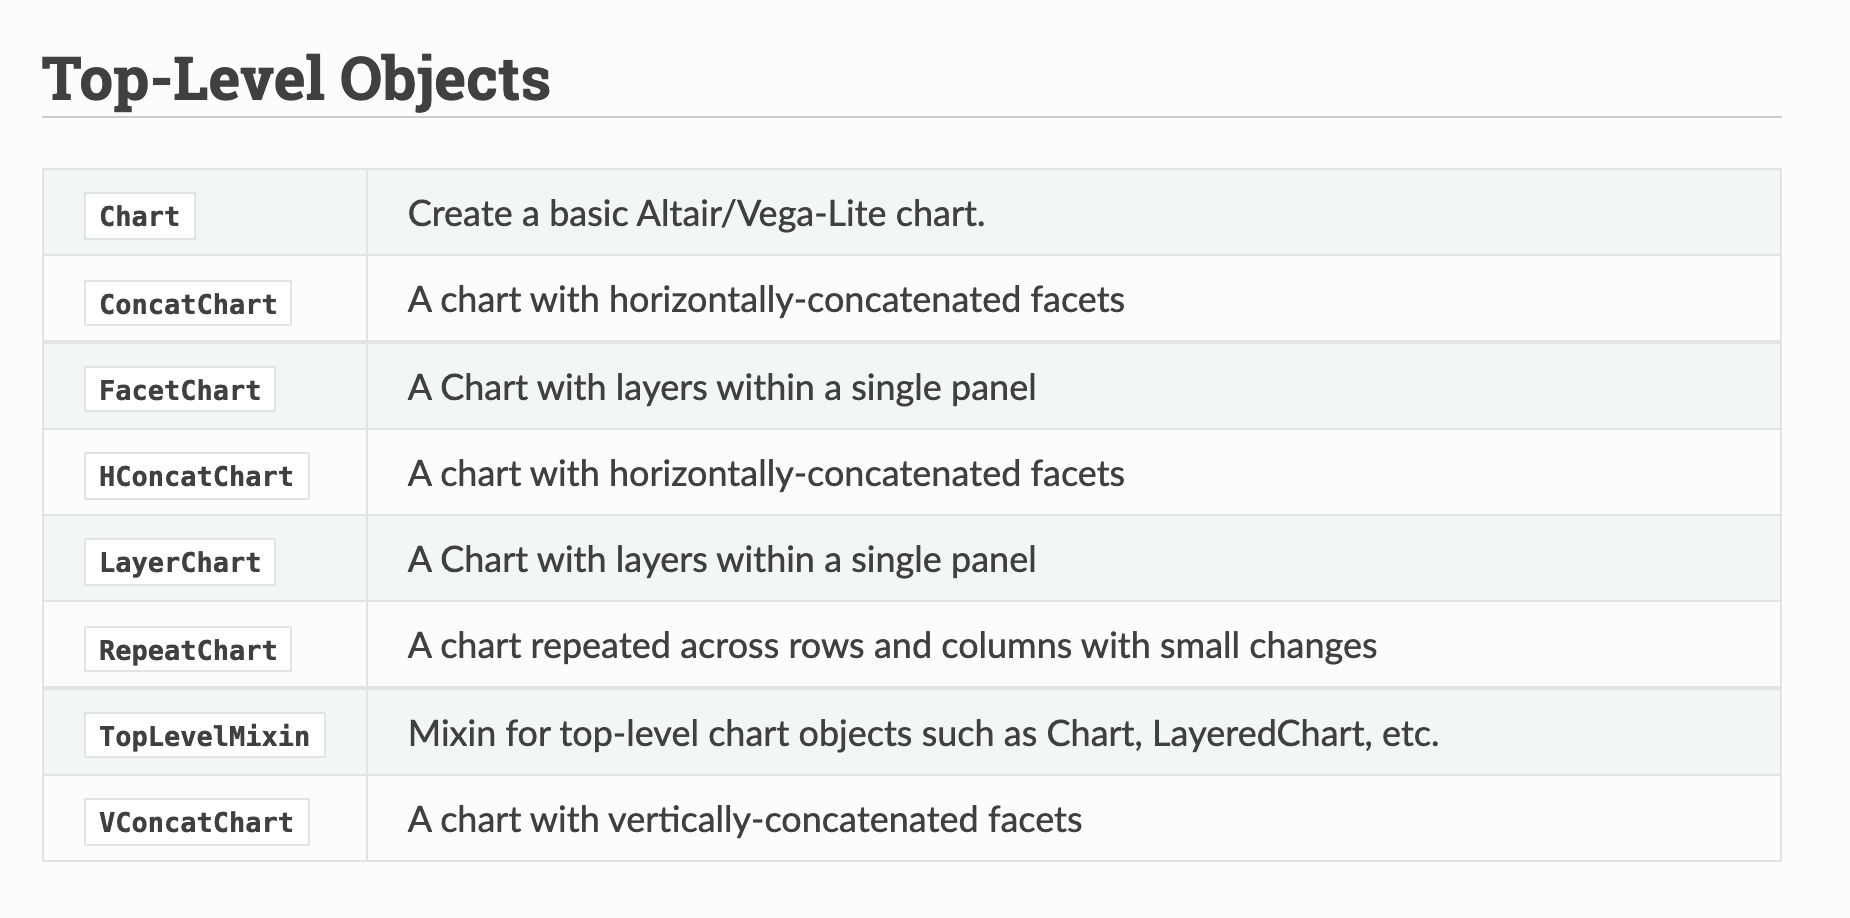 Top-Level Objects
Chart Create a basic Altair/Vega-Lite chart.
ConcatChart A chart with horizontally-concatenated facets
FacetChart A Chart with layers within a single panel
HConcatChart A chart with horizontally-concatenated facets
LayerChart A Chart with layers within a single panel
RepeatChart A chart repeated across rows and columns with small changes
TopLevelMixin Mixin for top-level chart objects such as Chart, LayeredChart, etc.
VConcatChart A chart with vertically-concatenated facets